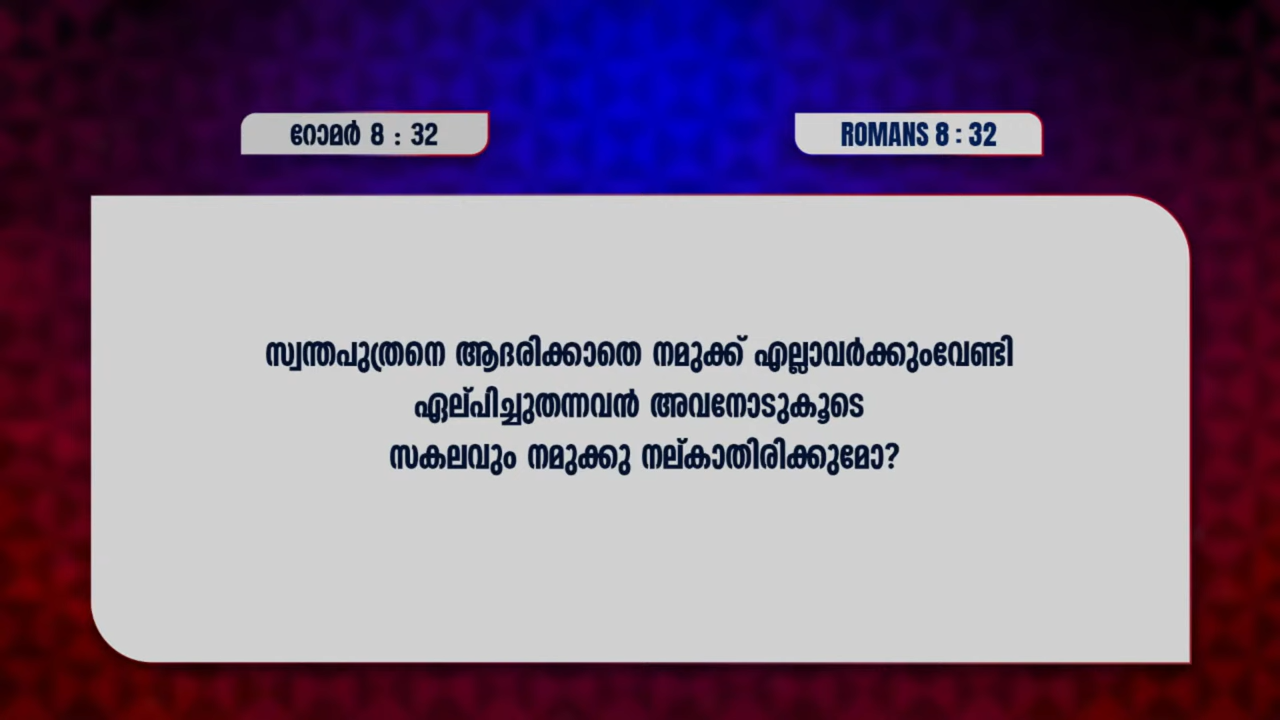 റോമർ 8 : 32
ROMANS 8 : 32
സ്വന്തപുത്രനെ ആദരിക്കാതെ നമുക്ക് എല്ലാവർക്കുംവേണ്ടി
ഏല്പിച്ചുതന്നവൻ അവനോടുകൂടെ
സകലവും നമുക്കു നല്കാതിരിക്കുമോ?